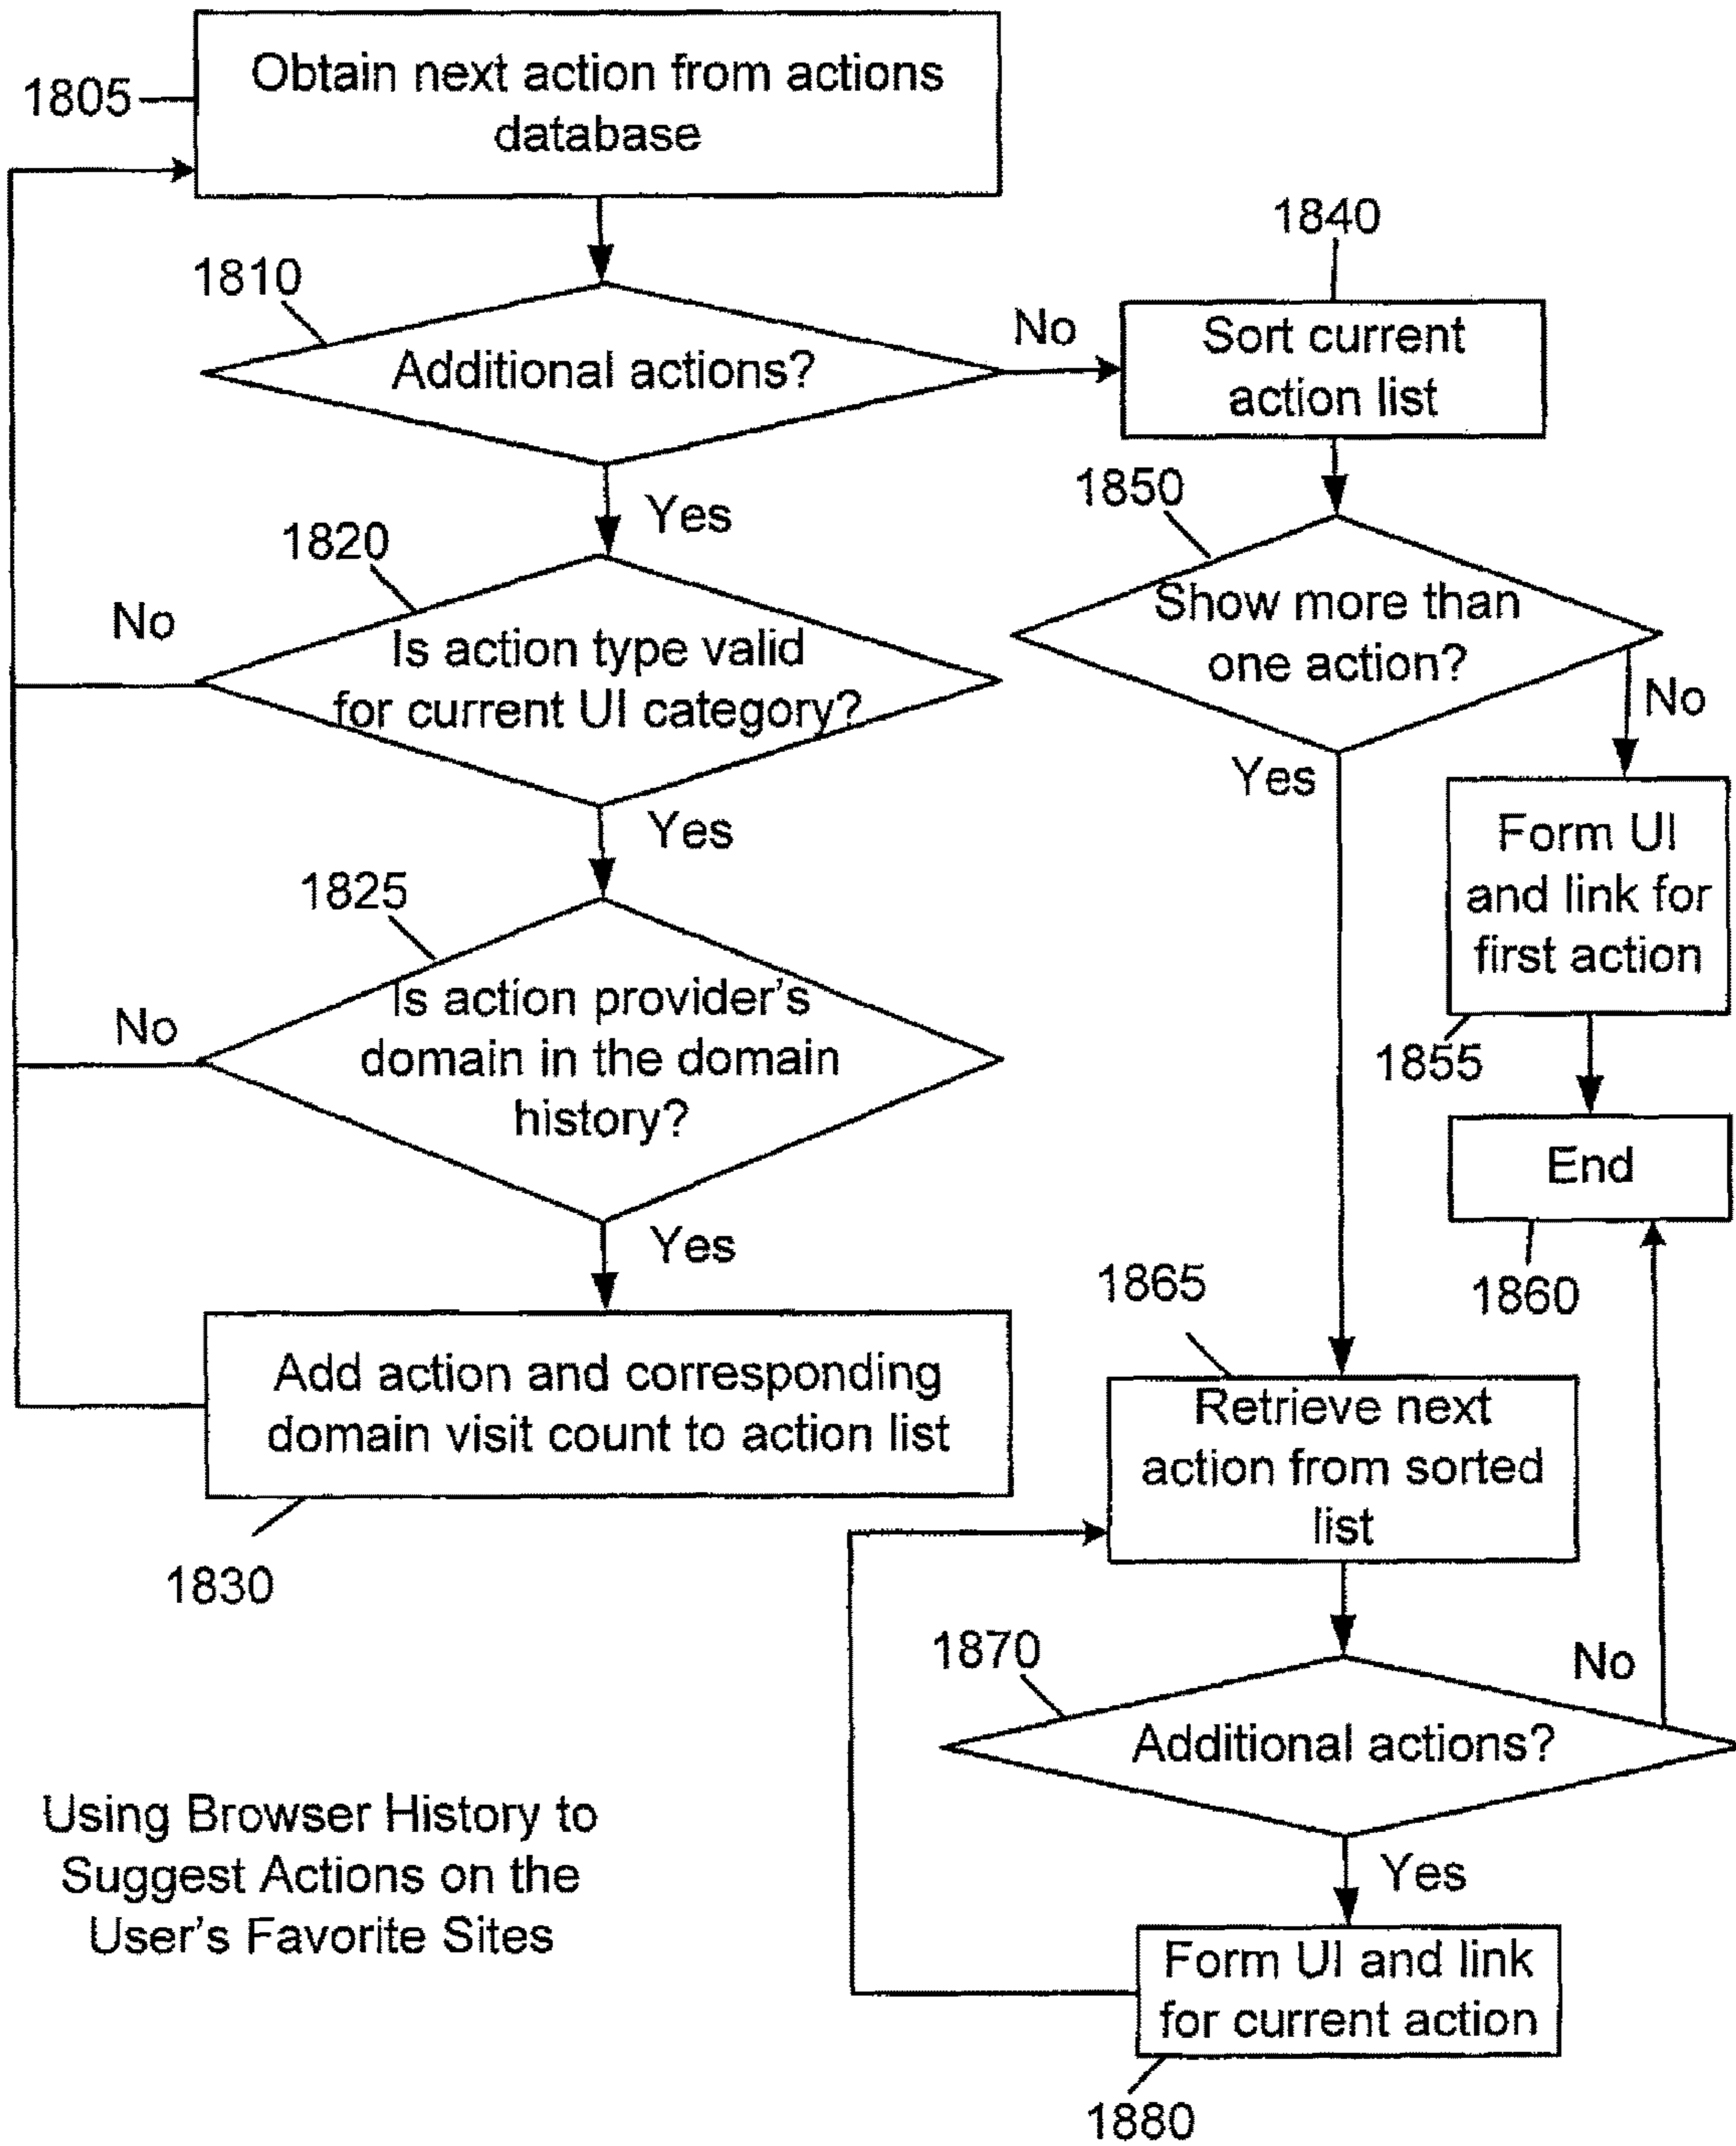 1805
Obtain next action from actions
database
1810
Additional actions?
No
Yes
1820
No
Is action type valid
for current UI category?
Yes
1825
No
Is action provider's
domain in the domain
history?
Yes
Add action and corresponding
domain visit count to action list
1830
1840
Sort current
action list
1850
Show more than
one action?
No
Yes
Form UI
and link for
first action
1855
End
1860
1865
Retrieve next
action from sorted
list
1870
No
Additional actions?
Yes
Form UI and link
for current action
1880
Using Browser History to
Suggest Actions on the
User's Favorite Sites